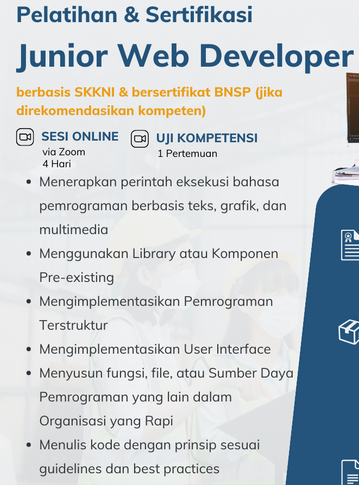 Pelatihan & Sertifikasi
Junior Web Developer
berbasis SKKNI & bersertifikat BNSP (jika
direkomendasikan kompeten)
SESI ONLINE
via Zoom
4 Hari
UJI KOMPETENSI
1 Pertemuan
• Menerapkan perintah eksekusi bahasa
pemrograman berbasis teks, grafik, dan
multimedia
• Menggunakan Library atau Komponen
Pre-existing
• Mengimplementasikan Pemrograman
Terstruktur
• Mengimplementasikan User Interface
• Menyusun fungsi, file, atau Sumber Daya
Pemrograman yang lain dalam
Organisasi yang Rapi
• Menulis kode dengan prinsip sesuai
guidelines dan best practices